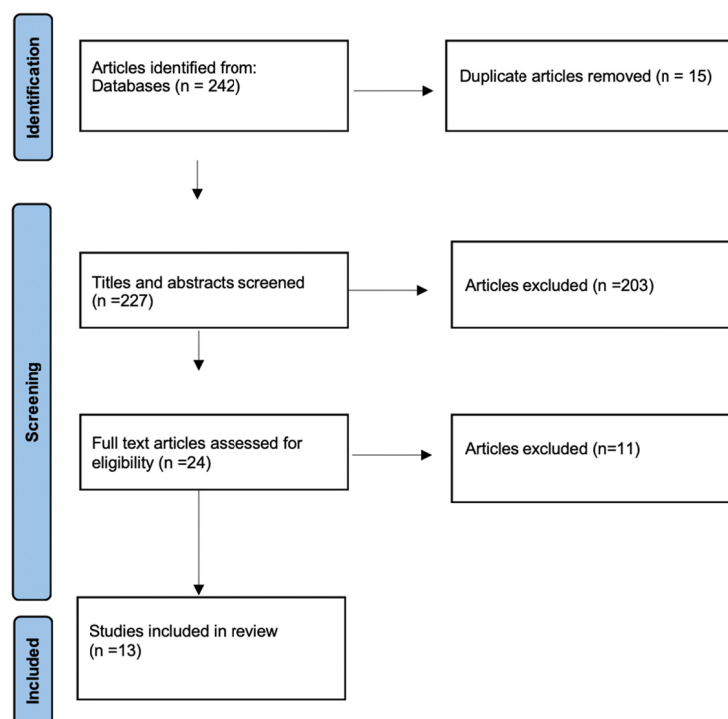 Identification
Articles identified from:
Databases (n = 242)
Duplicate articles removed (n = 15)
Screening
Titles and abstracts screened
(n =227)
Articles excluded (n =203)
Full text articles assessed for
eligibility (n =24)
Articles excluded (n=11)
Included
Studies included in review
(n =13)